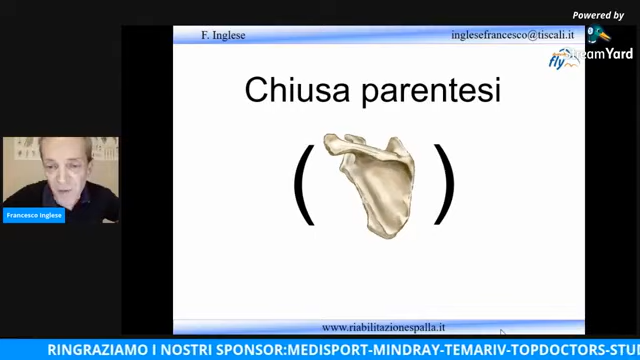 Powered by
StreamYard
F. Inglese
inglesefrancesco@tiscali.it
fly
Chiusa parentesi
( )
Francesco Inglese
www.riabilitazionespalla.it
RINGRAZIAMO I NOSTRI SPONSOR:MEDISPORT-MINDRAY-TEMARIV-TOPDOCTORS-STU